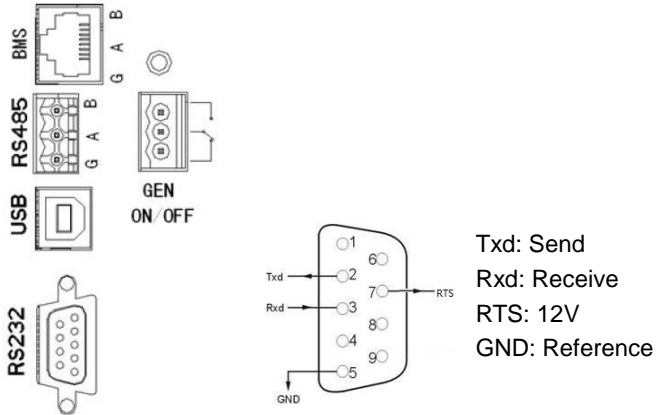 BMS
B
A
G
RS485
B
A
G
GEN
ON/OFF
USB
RS232
1
6
Txd
2
7
RTS
Rxd
3
8
4
9
5
GND
Txd: Send
Rxd: Receive
RTS: 12V
GND: Reference